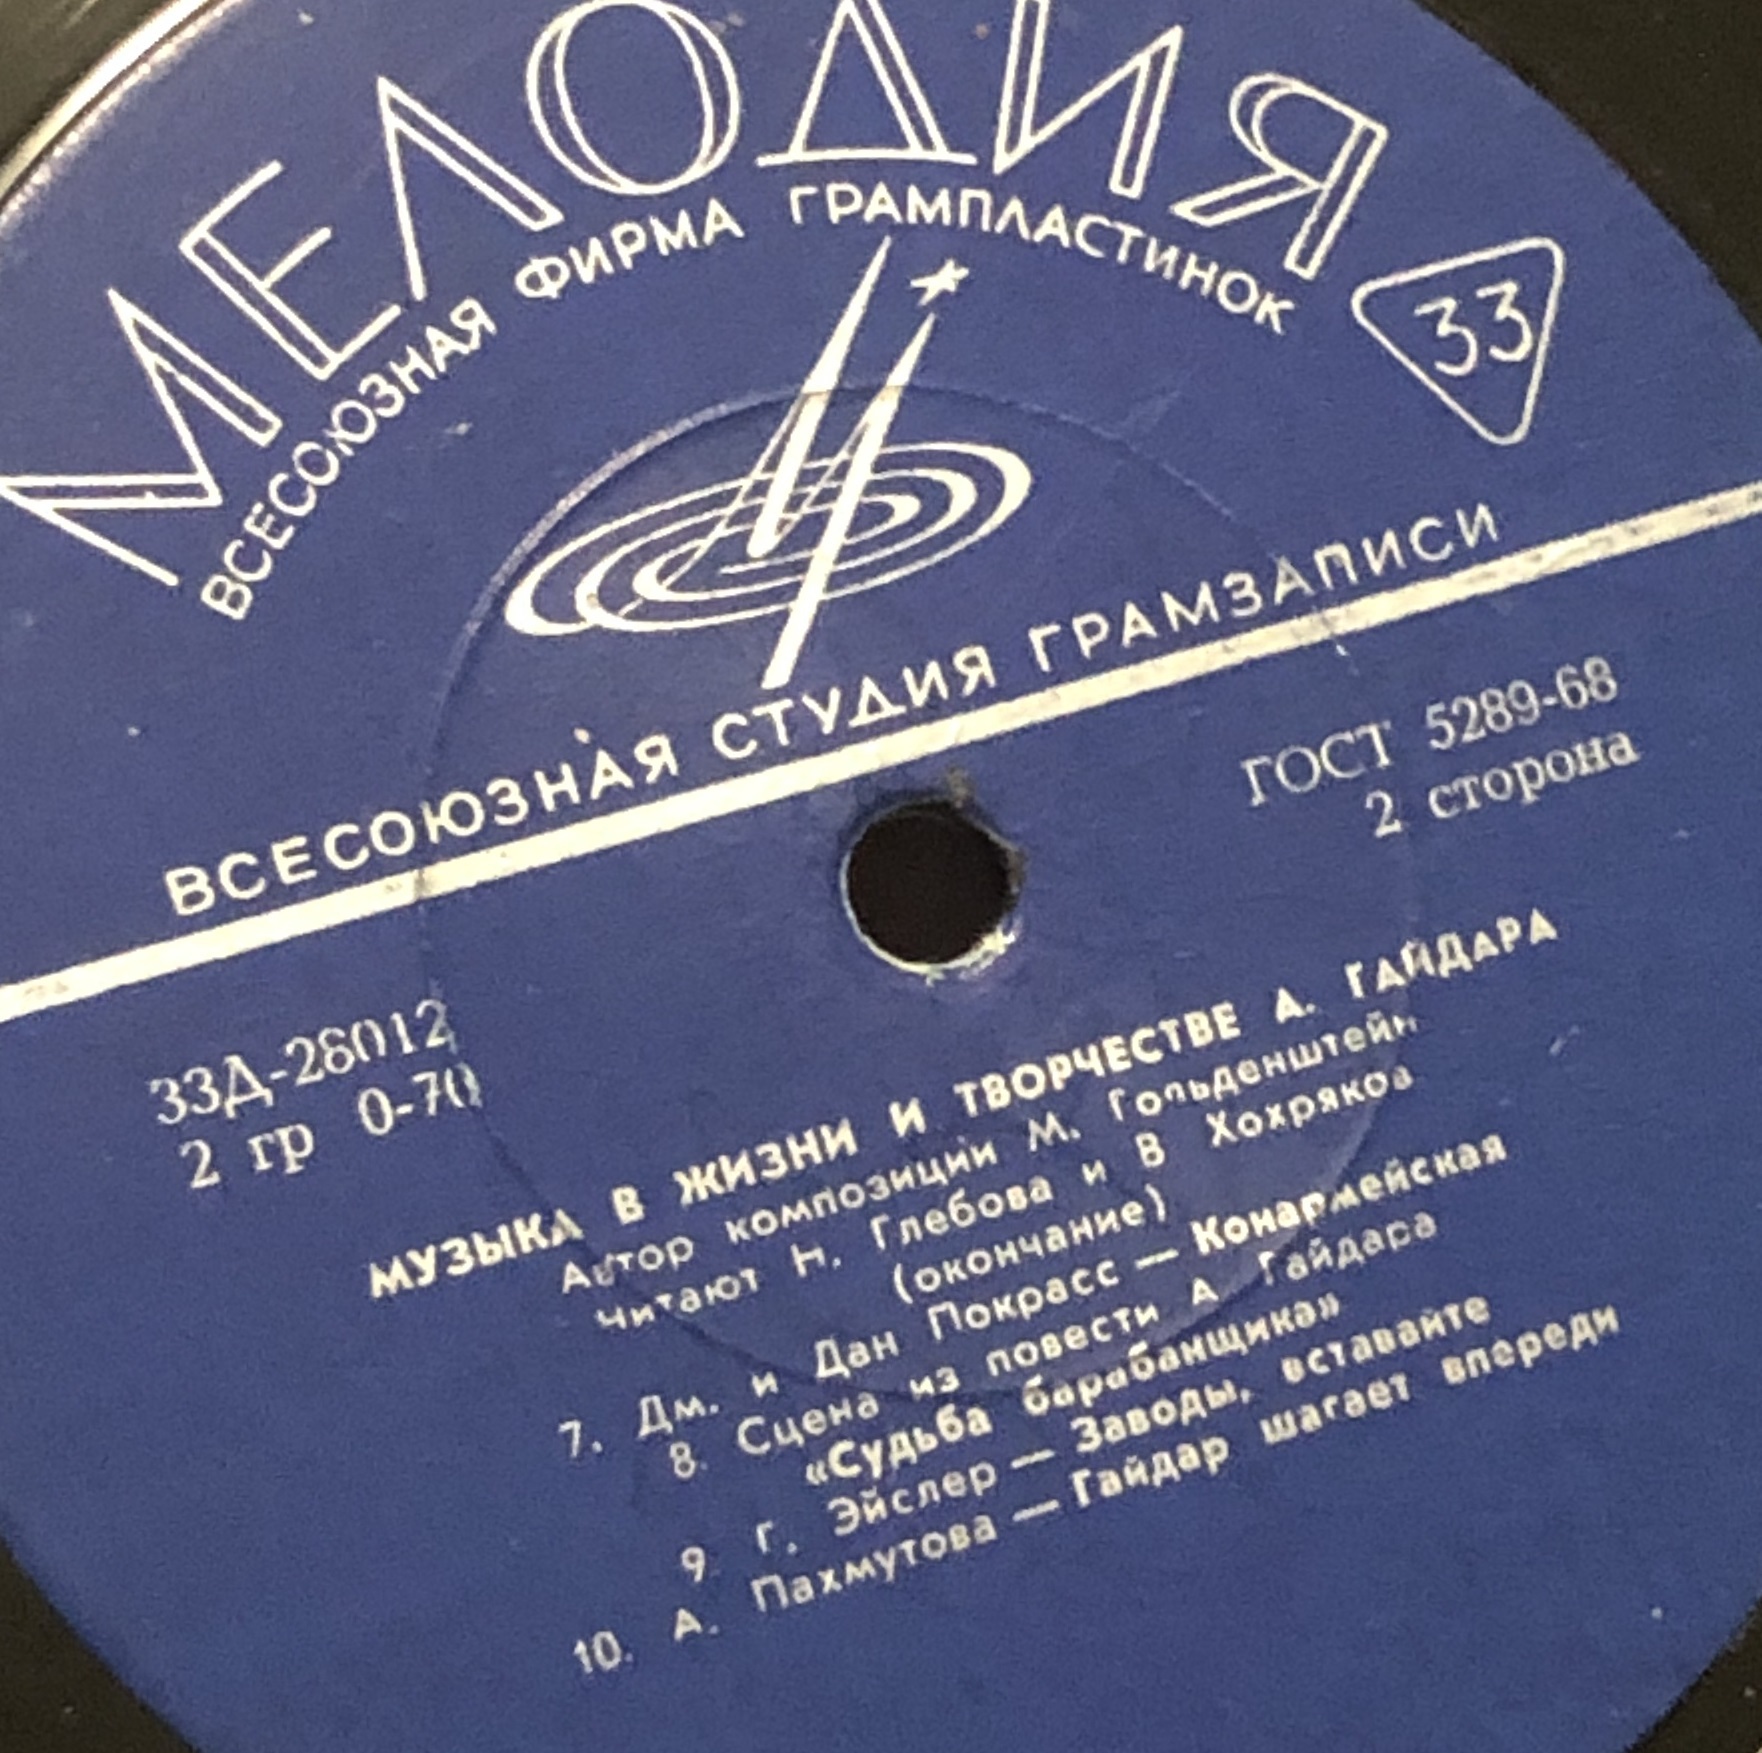 МЕЛОДИЯ
ВСЕСОЮЗНАЯ ФИРМА ГРАМПЛАСТИНОК
33
ВСЕСОЮЗНАЯ СТУДИЯ ГРАМЗАПИСИ
ГОСТ 5289-68
2 сторона
33Д-28012
2 гр 0-70
МУЗЫКА В ЖИЗНИ И ТВОРЧЕСТВЕ А. ГАЙДАРА
Автор композиции М. Гольденштейн
Читают Н. Глебова и В Хохряков
(окончание)
7. Дм. и Дан Покрасс — Конармейская
8. Сцена из повести А Гайдара
«Судьба барабанщика»
9 Г. Эйслер — Заводы, вставайте
10. А. Пахмутова — Гайдар шагает впереди